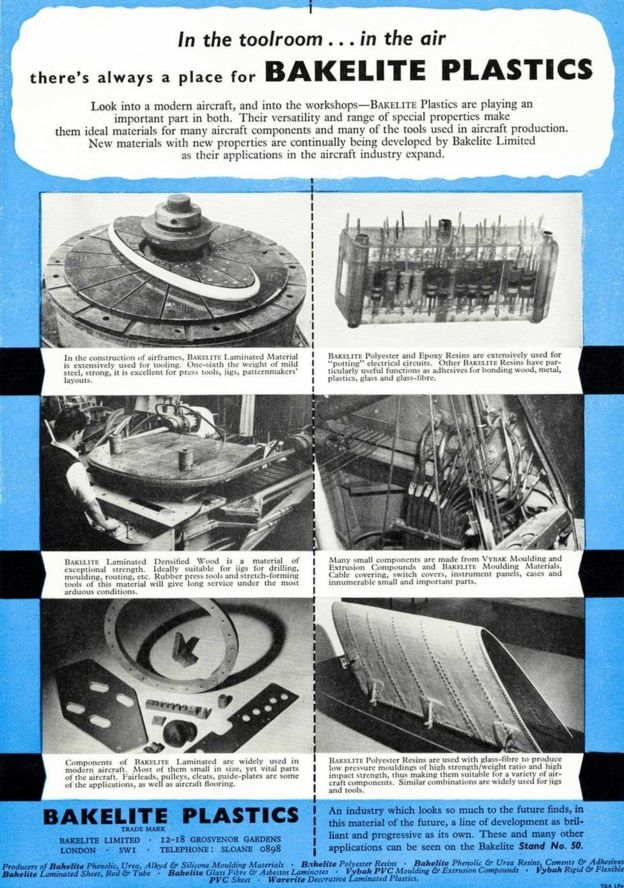 In the toolroom ... in the air
there's always a place for BAKELITE PLASTICS
Look into a modern aircraft, and into the workshops—BAKELITE Plastics are playing an
important part in both. Their versatility and range of special properties make
them ideal materials for many aircraft components and many of the tools used in aircraft production.
New materials with new properties are continually being developed by Bakelite Limited
as their applications in the aircraft industry expand.
In the construction of airframes, BAKELITE Laminated Material
is extensively used for tooling. One-sixth the weight of mild
steel, strong, it is excellent for press tools, jigs, patternmakers'
layouts.
BAKELITE Polyester and Epoxy Resins are extensively used for
"potting" electrical circuits. Other BAKELITE Resins have par-
ticularly useful functions as adhesives for bonding wood, metal,
plastics, glass and glass-fibre.
BAKELITE Laminated Densified Wood is a material of
exceptional strength. Ideally suitable for jigs for drilling,
moulding, routing, etc. Rubber press tools and stretch-forming
tools of this material will give long service under the most
arduous conditions.
Many small components are made from VYBAK Moulding and
Extrusion Compounds and BAKELITE Moulding Materials.
Cable covering, switch covers, instrument panels, cases and
innumerable small and important parts.
Components of BAKELITE Laminated are widely used in
modern aircraft. Most of them small in size, yet vital parts
of the aircraft. Fairleads, pulleys, cleats, guide-plates are some
of the applications, as well as aircraft flooring.
BAKELITE Polyester Resins are used with glass-fibre to produce
low pressure mouldings of high strength/weight ratio and high
impact strength, thus making them suitable for a variety of air-
craft components. Similar combinations are widely used for jigs
and tools.
BAKELITE PLASTICS
TRADE MARK
BAKELITE LIMITED · 12-18 GROSVENOR GARDENS
LONDON · SW1 · TELEPHONE: SLOANE 0898
An industry which looks so much to the future finds, in
this material of the future, a line of development as bril-
liant and progressive as its own. These and many other
applications can be seen on the Bakelite Stand No. 50.
Producers of Bakelite Phenolic, Urea, Alkyd & Silicone Moulding Materials · Bakelite Polyester Resins · Bakelite Phenolic & Urea Resins, Cements & Adhesives
Bakelite Laminated Sheet, Rod & Tube · Bakelite Glass Fibre & Asbestos Laminates · Vybak PVC Moulding & Extrusion Compounds · Vybak Rigid & Flexible
PVC Sheet · Warerite Decorative Laminated Plastics.